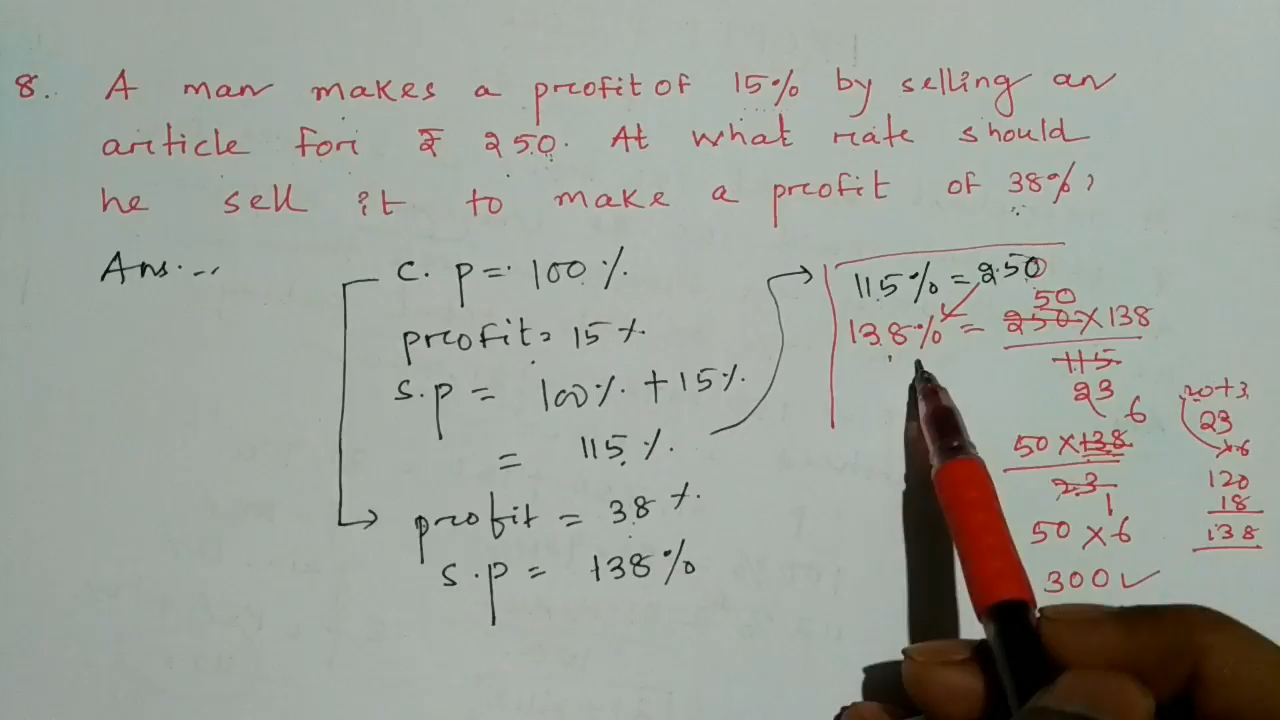 8. A man makes a profit of 15% by selling an
article for ₹ 250. At what rate should
he sell it to make a profit of 38%?
Ans...
C.P = 100%
profit = 15%
S.P = 100% + 15%
= 115%
profit = 38%
S.P = 138%
115% = 250
50
138% = 250 × 138
115
23
6
50 × 138
23
1
50 × 6
300 ✓
20+3
23
×6
120
18
138